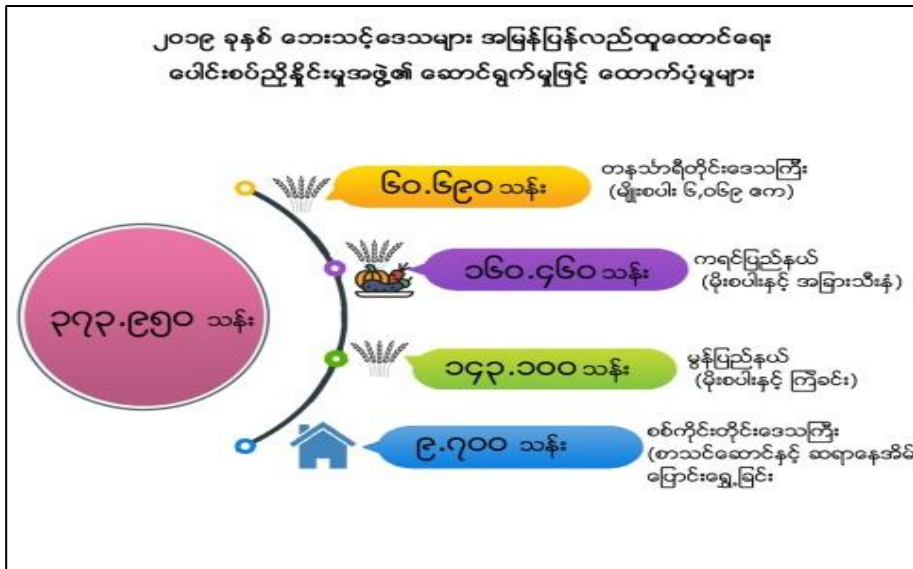 ၂၀၁၉ ခုနှစ် ဘေးသင့်ဒေသများ အမြန်ပြန်လည်ထူထောင်ရေး
ပေါင်းစပ်ညှိနှိုင်းမှုအဖွဲ့၏ ဆောင်ရွက်မှုဖြင့် ထောက်ပံ့မှုများ
၃၇၃.၉၅၀ သန်း
၆၀.၆၉၀ သန်း
တနင်္သာရီတိုင်းဒေသကြီး
(မျိုးစပါး ၆,၀၆၉ ဧက)
၁၆၀.၄၆၀ သန်း
ကရင်ပြည်နယ်
(မိုးစပါးနှင့် အခြားသီးနှံ)
၁၄၃.၁၀၀ သန်း
မွန်ပြည်နယ်
(မိုးစပါးနှင့် ကြဲခင်း)
၉.၇၀၀ သန်း
စစ်ကိုင်းတိုင်းဒေသကြီး
(စာသင်ဆောင်နှင့် ဆရာနေအိမ်
ပြောင်းရွှေ့ခြင်း